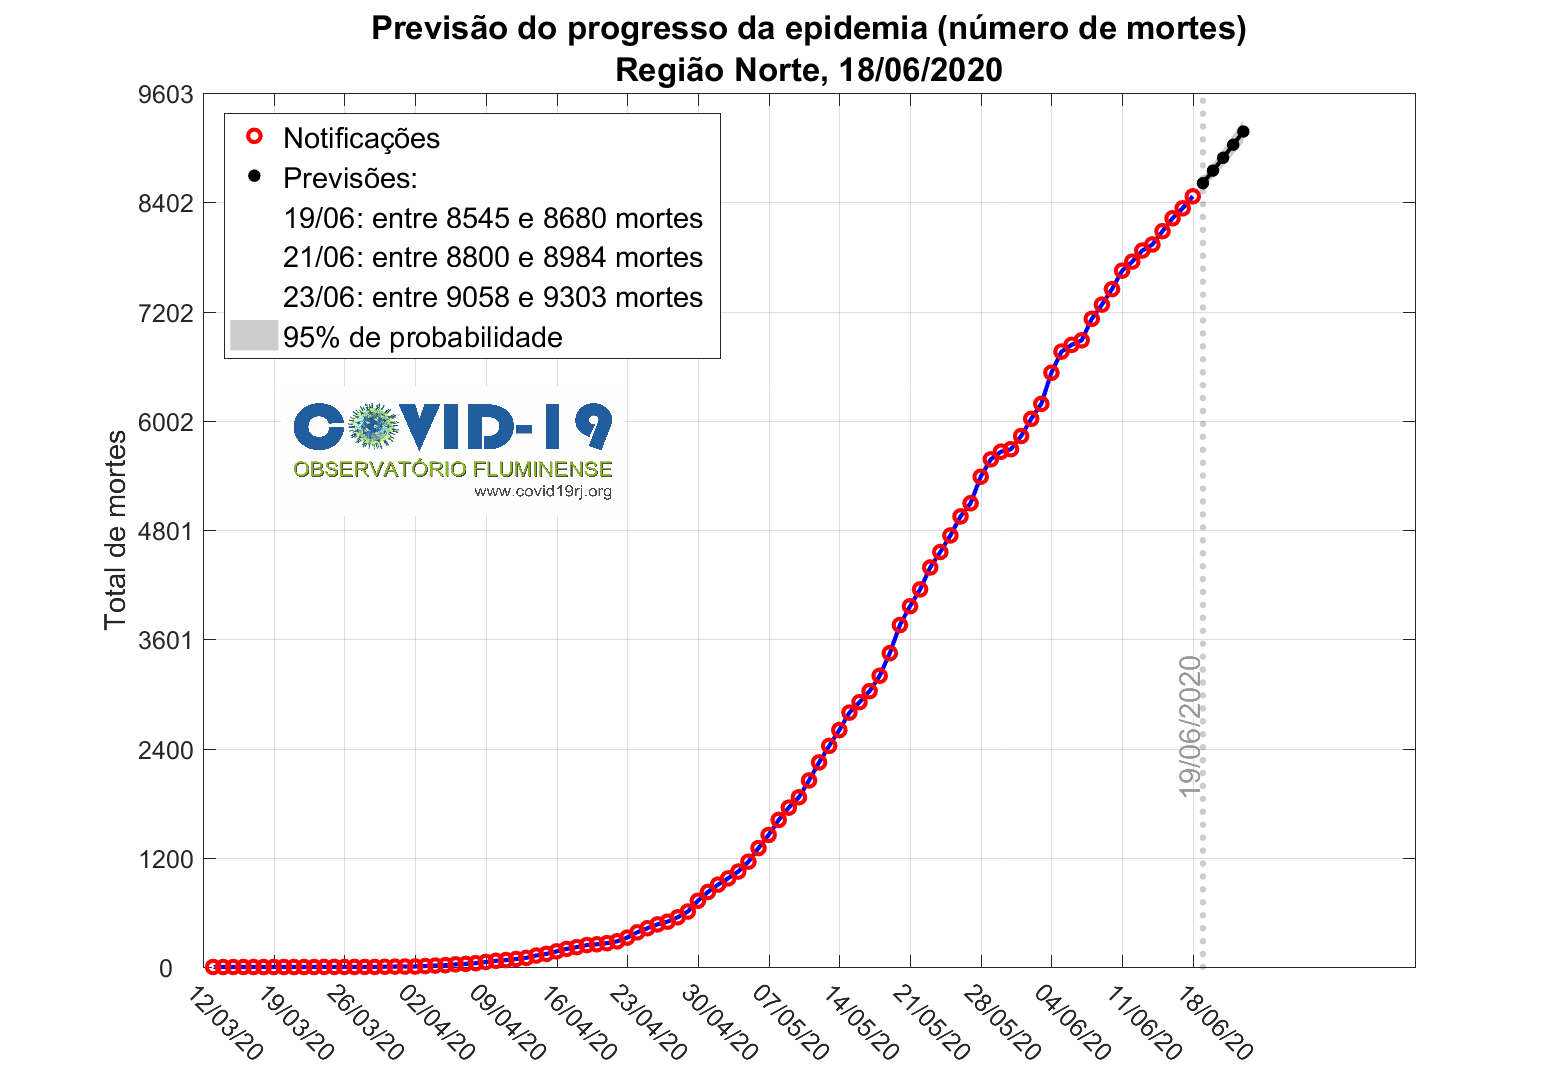 Previsão do progresso da epidemia (número de mortes)
Região Norte, 18/06/2020
9603
8402
7202
6002
4801
3601
2400
1200
0
Total de mortes
Notificações
Previsões:
19/06: entre 8545 e 8680 mortes
21/06: entre 8800 e 8984 mortes
23/06: entre 9058 e 9303 mortes
95% de probabilidade
COVID-19
OBSERVATÓRIO FLUMINENSE
www.covid19rj.org
19/06/2020
12/03/20
19/03/20
26/03/20
02/04/20
09/04/20
16/04/20
23/04/20
30/04/20
07/05/20
14/05/20
21/05/20
28/05/20
04/06/20
11/06/20
18/06/20